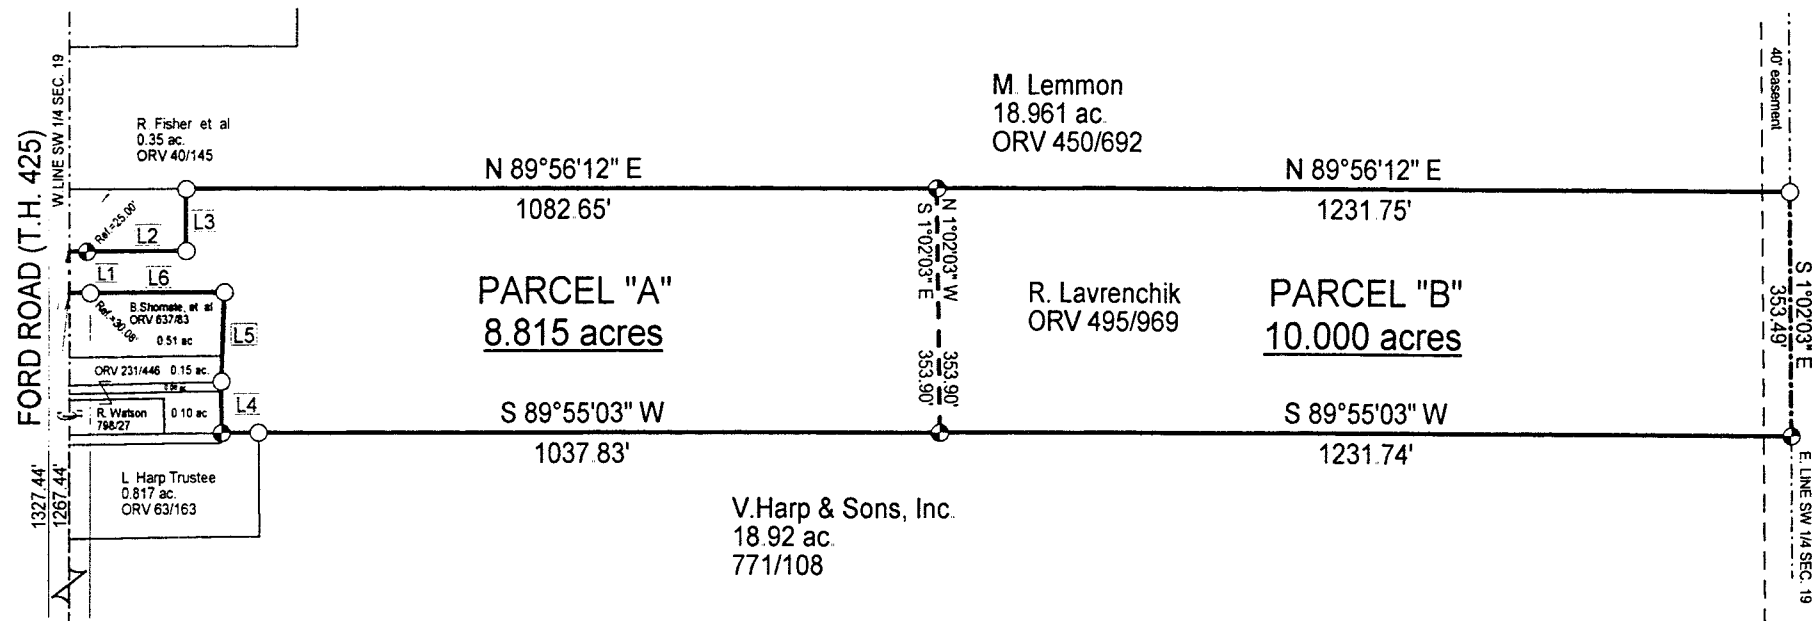 M. Lemmon
18.961 ac.
ORV 450/692
40' easement
W.LINE SW 1/4 SEC. 19
R. Fisher et al
0.35 ac.
ORV 40/145
FORD ROAD (T.H. 425)
N 89°56'12" E
1082.65'
N 89°56'12" E
1231.75'
Ref.=25.00'
L2
L3
L1
L6
PARCEL "A"
8.815 acres
N 1°02'03" W
S 1°02'03" E
353.90'
353.90'
R. Lavrenchik
ORV 495/969
PARCEL "B"
10.000 acres
S 1°02'03" E
353.49'
B.Shomate, et al
ORV 637/83
0.51 ac
Ref.=30.08'
L5
ORV 231/446 0.15 ac.
R. Watson
798/27
0.10 ac
L4
S 89°55'03" W
1037.83'
S 89°55'03" W
1231.74'
L Harp Trustee
0.817 ac.
ORV 63/163
1327.44'
1267.44'
V.Harp & Sons, Inc.
18.92 ac.
771/108
E. LINE SW 1/4 SEC. 19